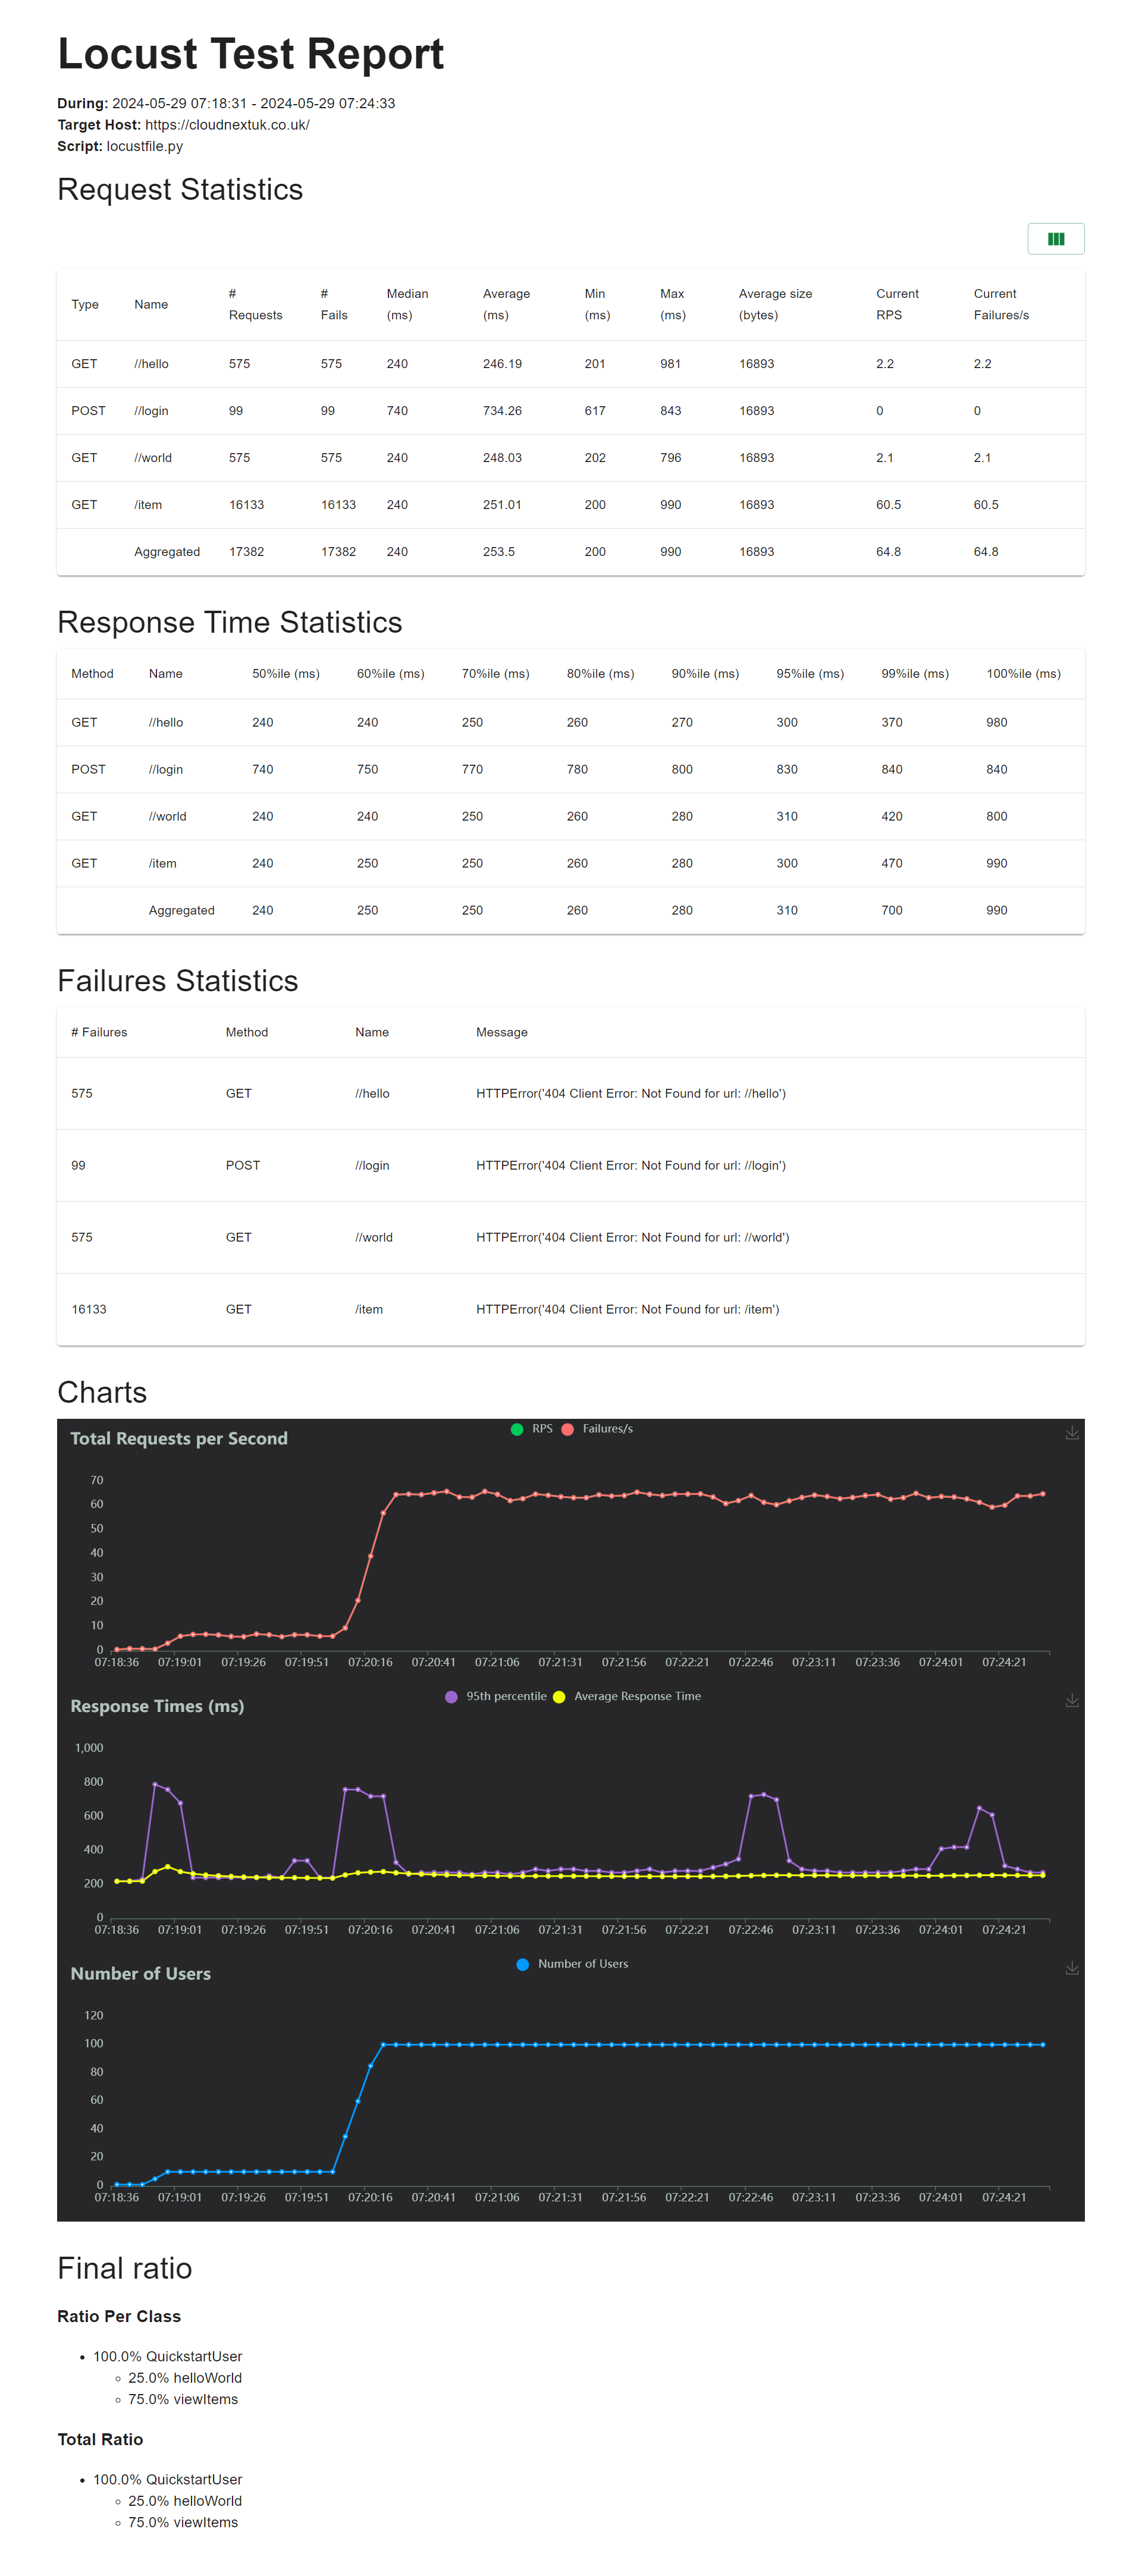 Locust Test Report
During: 2024-05-29 07:18:31 - 2024-05-29 07:24:33
Target Host: https://cloudnextuk.co.uk/
Script: locustfile.py
Request Statistics
Type Name # Requests # Fails Median (ms) Average (ms) Min (ms) Max (ms) Average size (bytes) Current RPS Current Failures/s
GET //hello 575 575 240 246.19 201 981 16893 2.2 2.2
POST //login 99 99 740 734.26 617 843 16893 0 0
GET //world 575 575 240 248.03 202 796 16893 2.1 2.1
GET /item 16133 16133 240 251.01 200 990 16893 60.5 60.5
Aggregated 17382 17382 240 253.5 200 990 16893 64.8 64.8
Response Time Statistics
Method Name 50%ile (ms) 60%ile (ms) 70%ile (ms) 80%ile (ms) 90%ile (ms) 95%ile (ms) 99%ile (ms) 100%ile (ms)
GET //hello 240 240 250 260 270 300 370 980
POST //login 740 750 770 780 800 830 840 840
GET //world 240 240 250 260 280 310 420 800
GET /item 240 250 250 260 280 300 470 990
Aggregated 240 250 250 260 280 310 700 990
Failures Statistics
# Failures Method Name Message
575 GET //hello HTTPError('404 Client Error: Not Found for url: //hello')
99 POST //login HTTPError('404 Client Error: Not Found for url: //login')
575 GET //world HTTPError('404 Client Error: Not Found for url: //world')
16133 GET /item HTTPError('404 Client Error: Not Found for url: /item')
Charts
Total Requests per Second
RPS Failures/s
70
60
50
40
30
20
10
0
07:18:36 07:19:01 07:19:26 07:19:51 07:20:16 07:20:41 07:21:06 07:21:31 07:21:56 07:22:21 07:22:46 07:23:11 07:23:36 07:24:01 07:24:21
Response Times (ms)
95th percentile Average Response Time
1,000
800
600
400
200
0
07:18:36 07:19:01 07:19:26 07:19:51 07:20:16 07:20:41 07:21:06 07:21:31 07:21:56 07:22:21 07:22:46 07:23:11 07:23:36 07:24:01 07:24:21
Number of Users
Number of Users
120
100
80
60
40
20
0
07:18:36 07:19:01 07:19:26 07:19:51 07:20:16 07:20:41 07:21:06 07:21:31 07:21:56 07:22:21 07:22:46 07:23:11 07:23:36 07:24:01 07:24:21
Final ratio
Ratio Per Class
100.0% QuickstartUser
25.0% helloWorld
75.0% viewItems
Total Ratio
100.0% QuickstartUser
25.0% helloWorld
75.0% viewItems